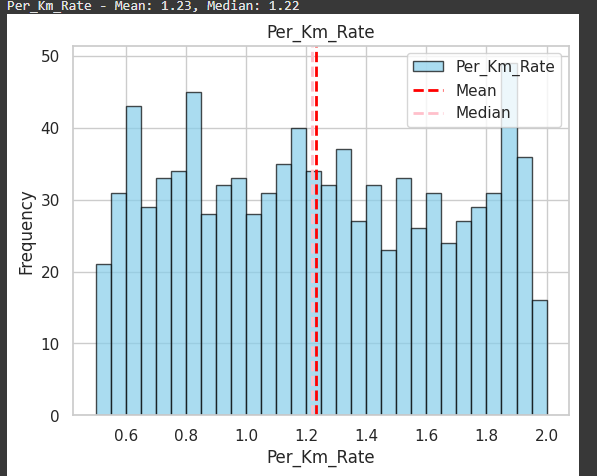 Per_Km_Rate - Mean: 1.23, Median: 1.22
Per_Km_Rate
50
40
30
20
10
0
Frequency
Per_Km_Rate
Mean
Median
0.6 0.8 1.0 1.2 1.4 1.6 1.8 2.0
Per_Km_Rate